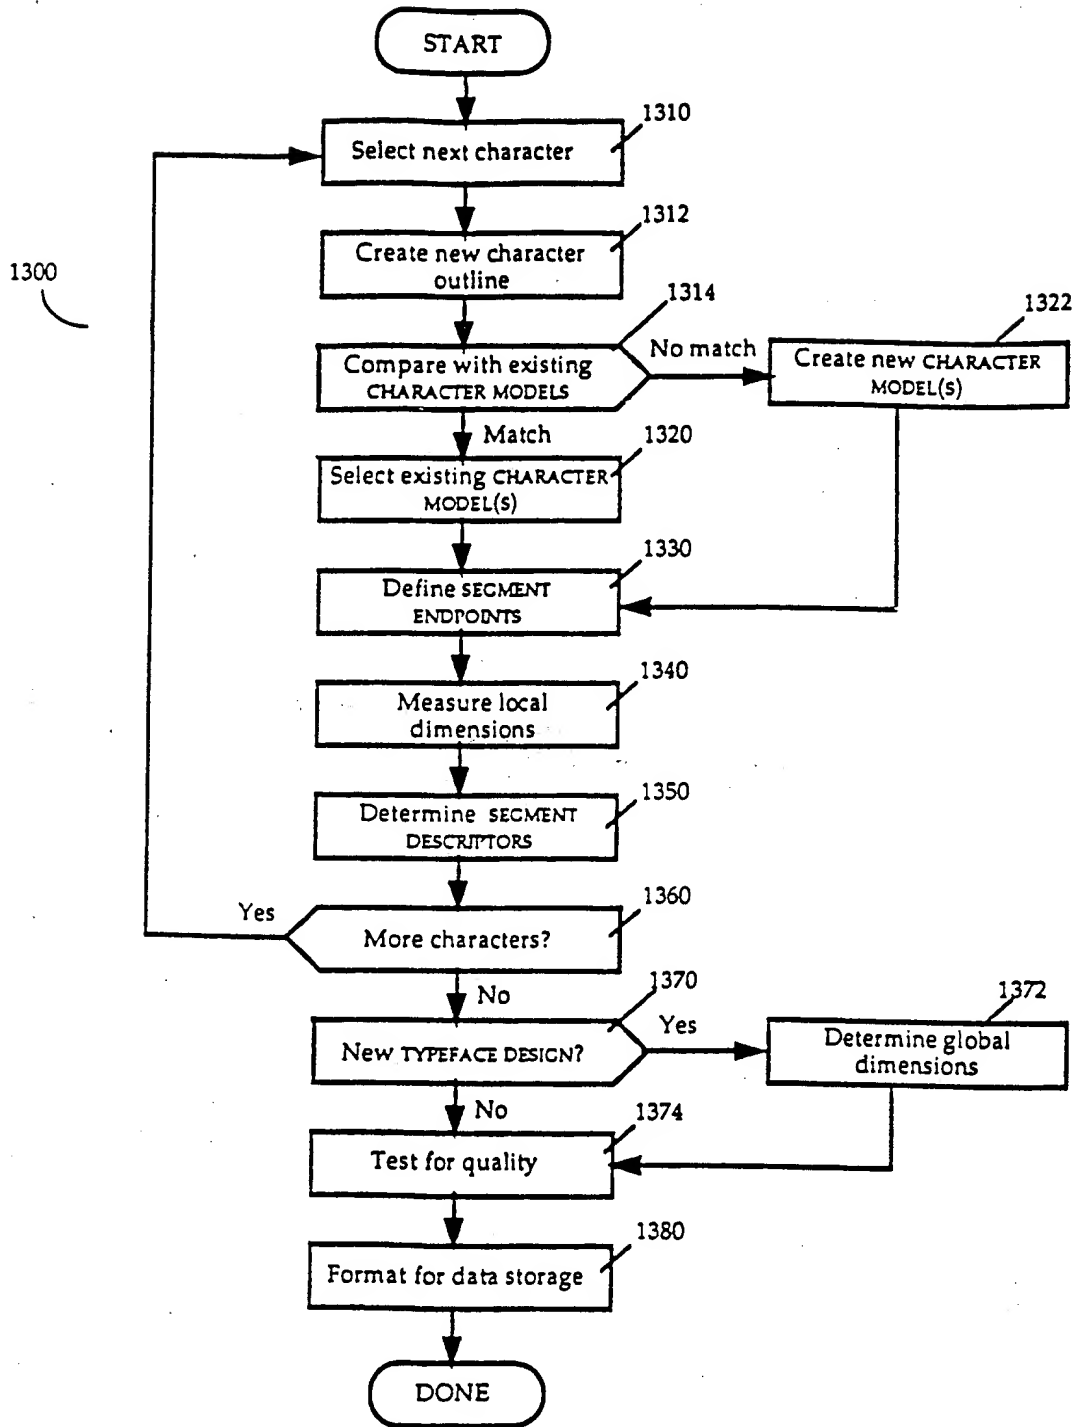 START
1310
Select next character
1312
Create new character
outline
1300
1314
1322
Compare with existing
CHARACTER MODELS
No match
Create new CHARACTER
MODEL(S)
Match
1320
Select existing CHARACTER
MODEL(S)
1330
Define SEGMENT
ENDPOINTS
1340
Measure local
dimensions
1350
Determine SEGMENT
DESCRIPTORS
1360
Yes
More characters?
No
1370
1372
New TYPEFACE DESIGN?
Yes
Determine global
dimensions
No
1374
Test for quality
1380
Format for data storage
DONE